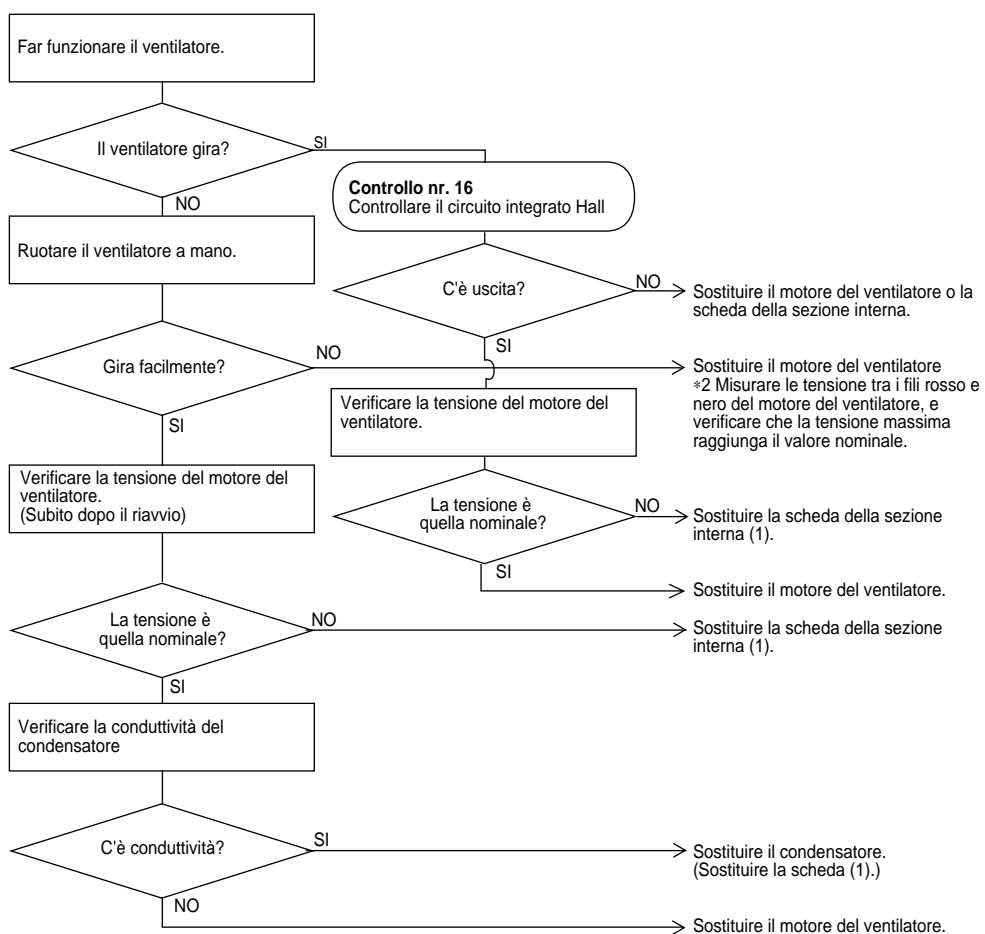 Far funzionare il ventilatore.
Il ventilatore gira?
SI
NO
Controllo nr. 16
Controllare il circuito integrato Hall
Ruotare il ventilatore a mano.
C'è uscita?
NO
Sostituire il motore del ventilatore o la
scheda della sezione interna.
SI
Gira facilmente?
NO
Sostituire il motore del ventilatore
*2 Misurare le tensione tra i fili rosso e
nero del motore del ventilatore, e
verificare che la tensione massima
raggiunga il valore nominale.
SI
Verificare la tensione del motore del
ventilatore.
Verificare la tensione del motore del
ventilatore.
(Subito dopo il riavvio)
La tensione è
quella nominale?
NO
Sostituire la scheda della sezione
interna (1).
SI
Sostituire il motore del ventilatore.
La tensione è
quella nominale?
NO
Sostituire la scheda della sezione
interna (1).
SI
Verificare la conduttività del
condensatore
C'è conduttività?
SI
Sostituire il condensatore.
(Sostituire la scheda (1).)
NO
Sostituire il motore del ventilatore.